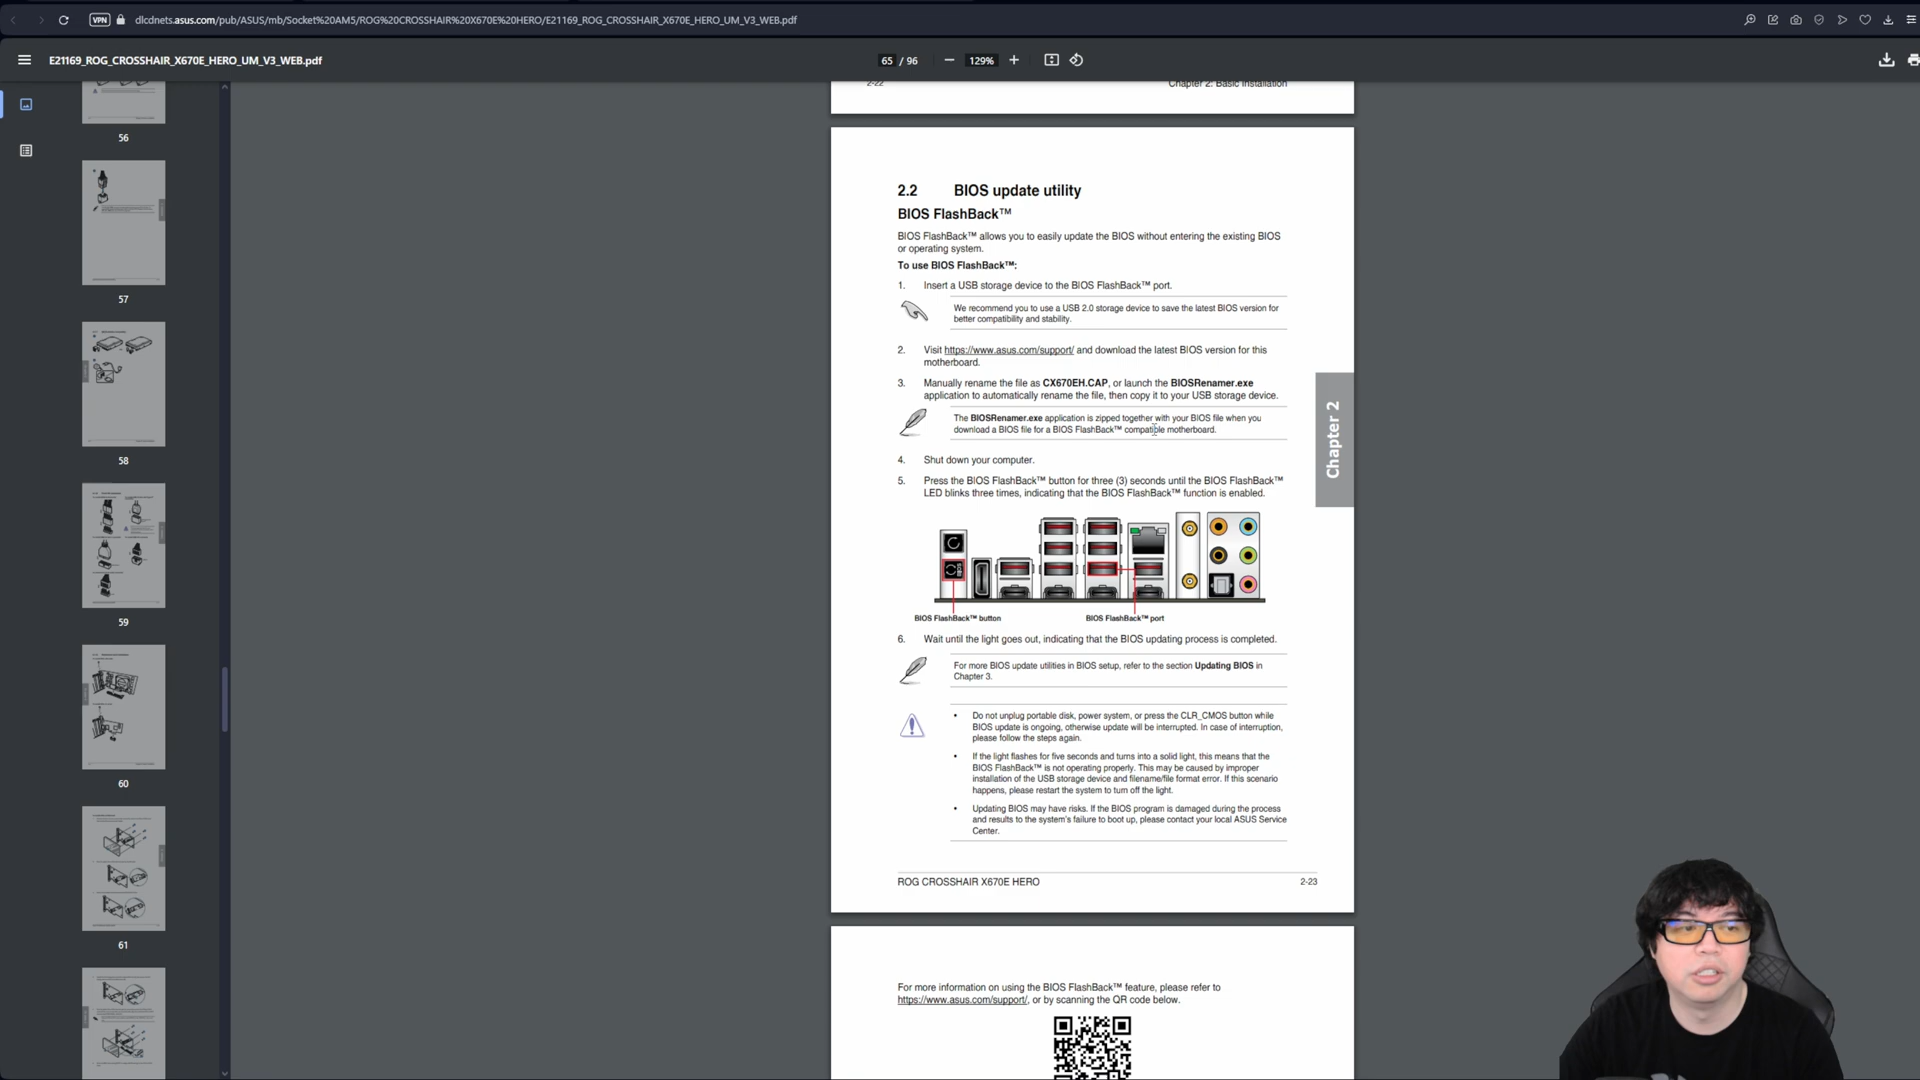 VPN
dlcdnets.asus.com/pub/ASUS/mb/Socket%20AM5/ROG%20CROSSHAIR%20X670E%20HERO/E21169_ROG_CROSSHAIR_X670E_HERO_UM_V3_WEB.pdf
E21169_ROG_CROSSHAIR_X670E_HERO_UM_V3_WEB.pdf
65 / 96
129%
56
57
58
59
60
61
2-22
Chapter 2: Basic Installation
2.2 BIOS update utility
BIOS FlashBack™
BIOS FlashBack™ allows you to easily update the BIOS without entering the existing BIOS
or operating system.
To use BIOS FlashBack™:
1. Insert a USB storage device to the BIOS FlashBack™ port.
We recommend you to use a USB 2.0 storage device to save the latest BIOS version for
better compatibility and stability.
2. Visit https://www.asus.com/support/ and download the latest BIOS version for this
motherboard.
3. Manually rename the file as CX670EH.CAP, or launch the BIOSRenamer.exe
application to automatically rename the file, then copy it to your USB storage device.
The BIOSRenamer.exe application is zipped together with your BIOS file when you
download a BIOS file for a BIOS FlashBack™ compatible motherboard.
4. Shut down your computer.
5. Press the BIOS FlashBack™ button for three (3) seconds until the BIOS FlashBack™
LED blinks three times, indicating that the BIOS FlashBack™ function is enabled.
BIOS
BIOS FlashBack™ button
BIOS FlashBack™ port
6. Wait until the light goes out, indicating that the BIOS updating process is completed.
For more BIOS update utilities in BIOS setup, refer to the section Updating BIOS in
Chapter 3.
• Do not unplug portable disk, power system, or press the CLR_CMOS button while
BIOS update is ongoing, otherwise update will be interrupted. In case of interruption,
please follow the steps again.
• If the light flashes for five seconds and turns into a solid light, this means that the
BIOS FlashBack™ is not operating properly. This may be caused by improper
installation of the USB storage device and filename/file format error. If this scenario
happens, please restart the system to turn off the light.
• Updating BIOS may have risks. If the BIOS program is damaged during the process
and results to the system's failure to boot up, please contact your local ASUS Service
Center.
Chapter 2
ROG CROSSHAIR X670E HERO
2-23
For more information on using the BIOS FlashBack™ feature, please refer to
https://www.asus.com/support/, or by scanning the QR code below.